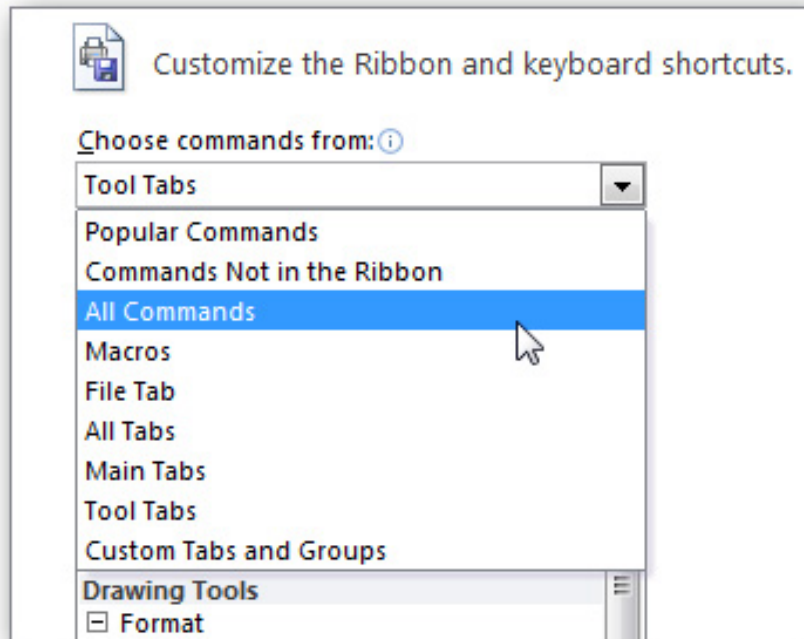 Customize the Ribbon and keyboard shortcuts.
Choose commands from:
Tool Tabs
Popular Commands
Commands Not in the Ribbon
All Commands
Macros
File Tab
All Tabs
Main Tabs
Tool Tabs
Custom Tabs and Groups
Drawing Tools
Format